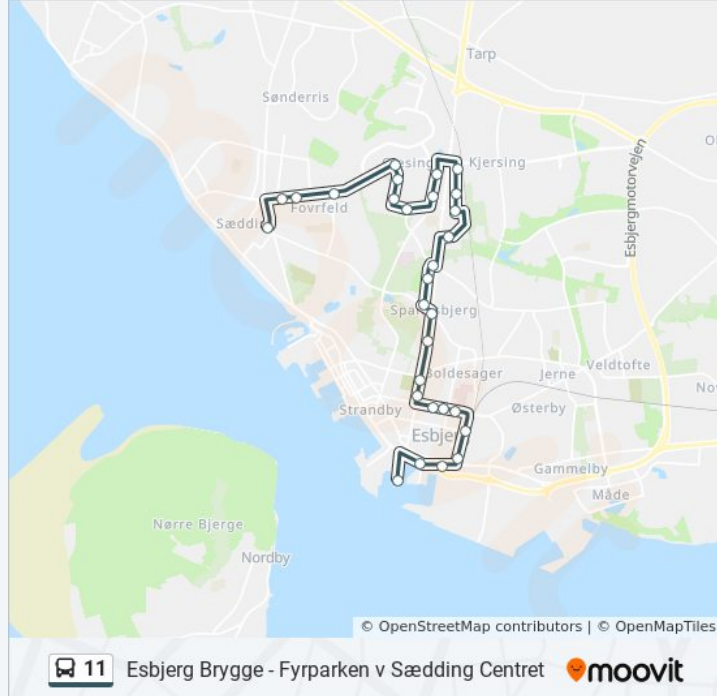 Tarp
Sønderris
Kjersing
Fovrfeld
Esbjergmotorvejen
Veldtofte
Jerne
Boldesager
Østerby
Strandby
Gammelby
Måde
Nørre Bjerge
Nordby
© OpenStreetMap contributors | © OpenMapTiles
11 Esbjerg Brygge - Fyrparken v Sædding Centret moovit